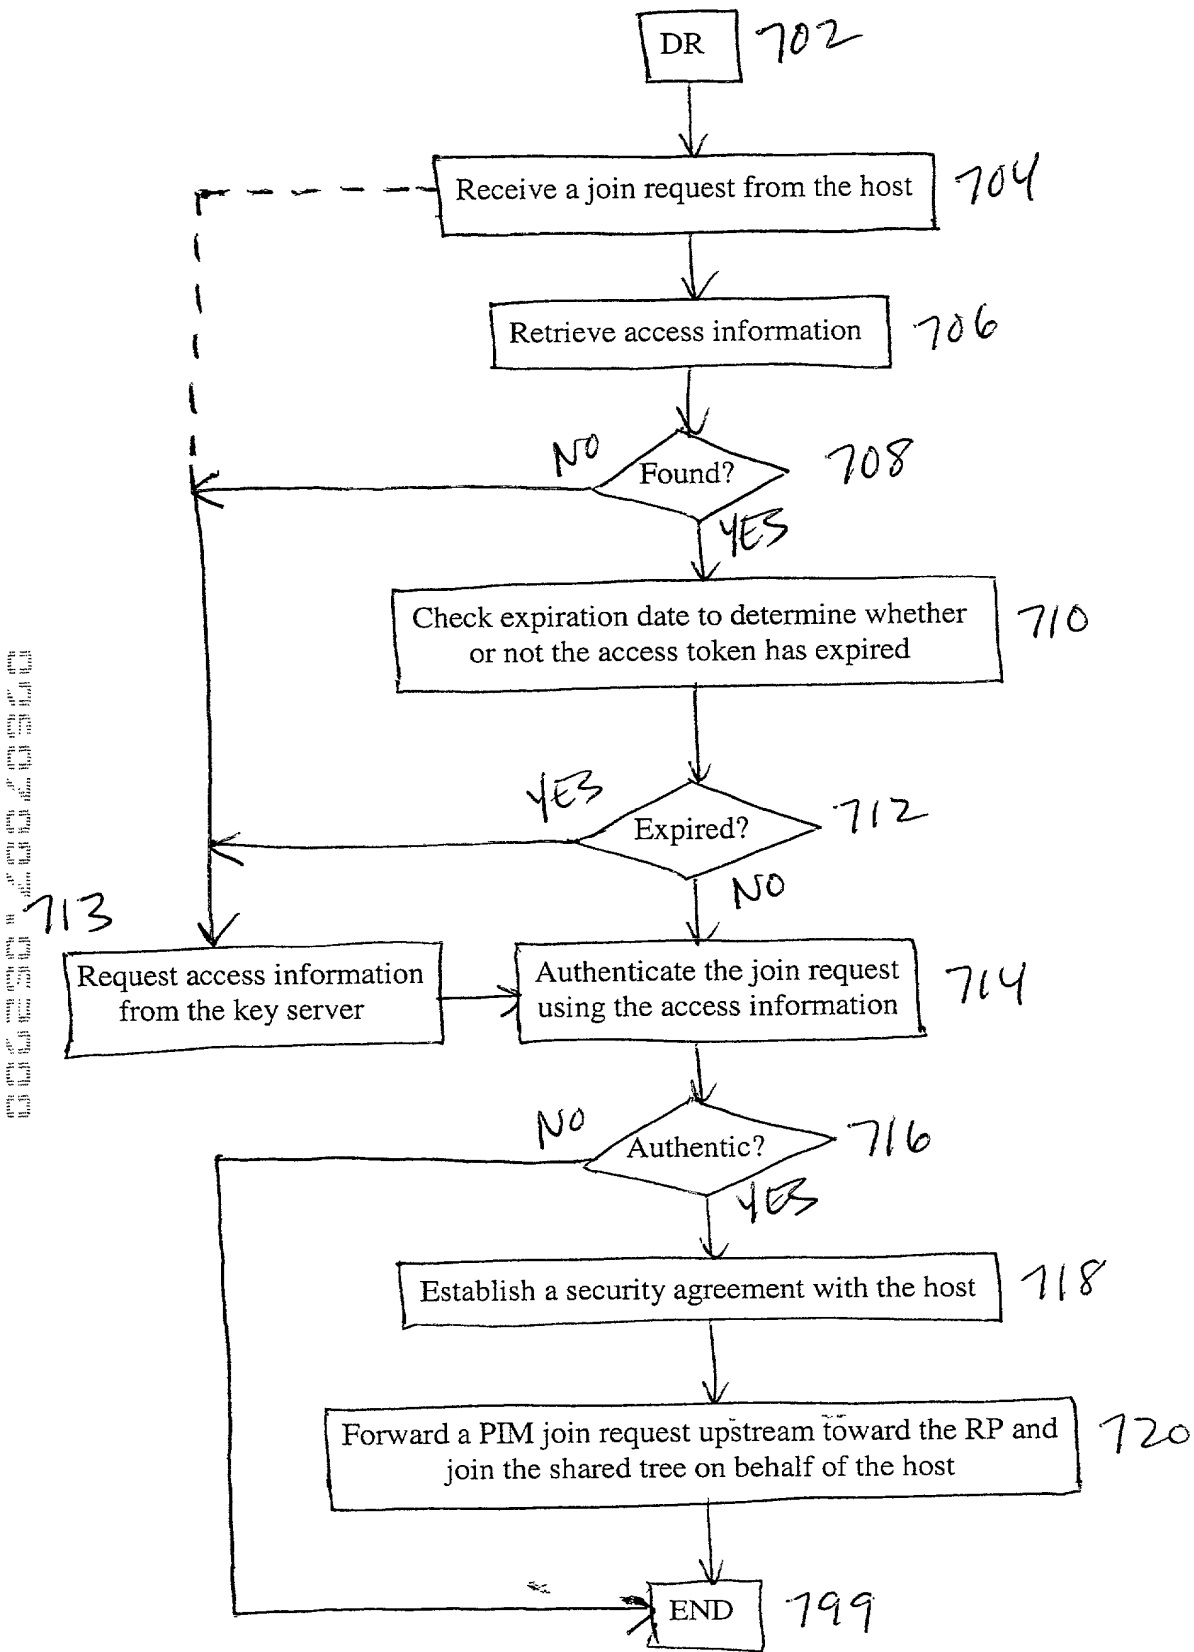 DR 702
Receive a join request from the host 704
Retrieve access information 706
NO Found? 708
YES
Check expiration date to determine whether 710
or not the access token has expired
YES Expired? 712
NO
713
Request access information
from the key server
Authenticate the join request 714
using the access information
NO Authentic? 716
YES
Establish a security agreement with the host 718
Forward a PIM join request upstream toward the RP and 720
join the shared tree on behalf of the host
END 799